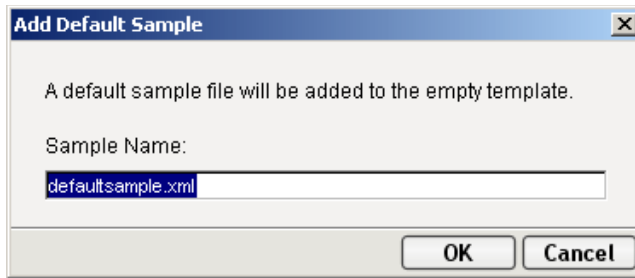 Add Default Sample
A default sample file will be added to the empty template.
Sample Name:
defaultsample.xml
OK Cancel